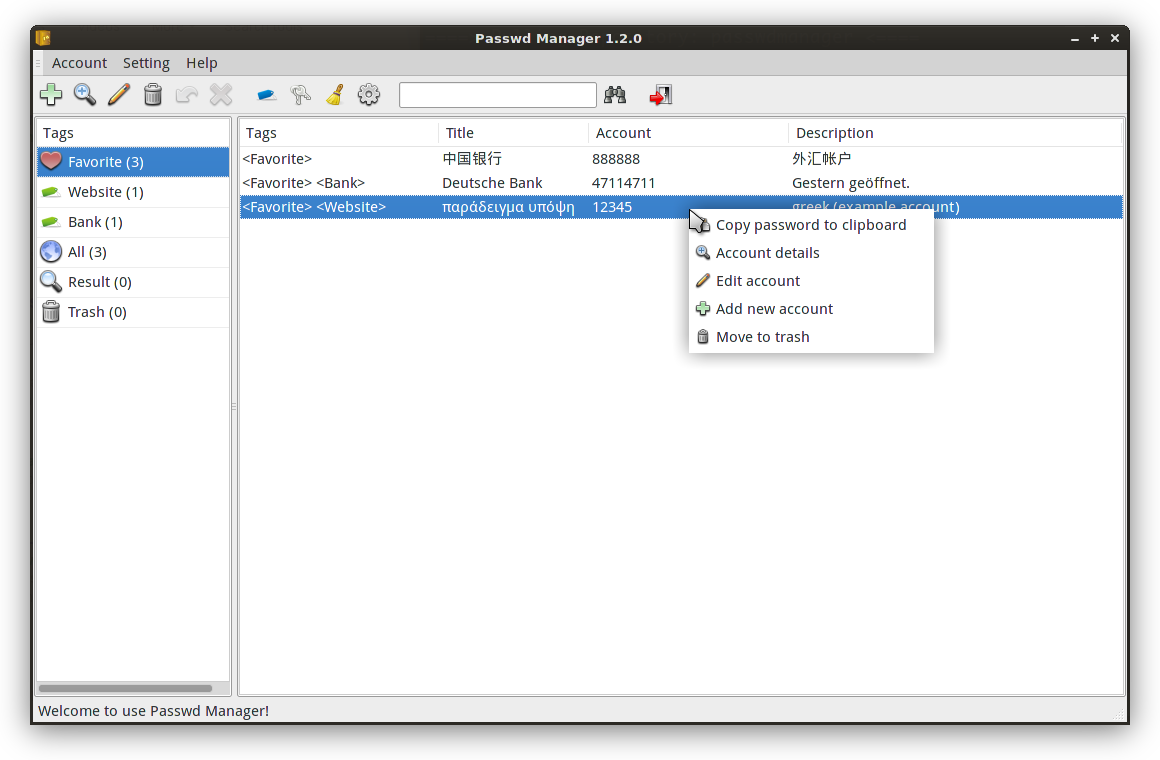 Passwd Manager 1.2.0
Account Setting Help
Tags
Favorite (3)
Website (1)
Bank (1)
All (3)
Result (0)
Trash (0)
Tags Title Account Description
<Favorite> 中国银行 888888 外汇帐户
<Favorite> <Bank> Deutsche Bank 47114711 Gestern geöffnet.
<Favorite> <Website> παράδειγμα υπόψη 12345 greek (example account)
Copy password to clipboard
Account details
Edit account
Add new account
Move to trash
Welcome to use Passwd Manager!